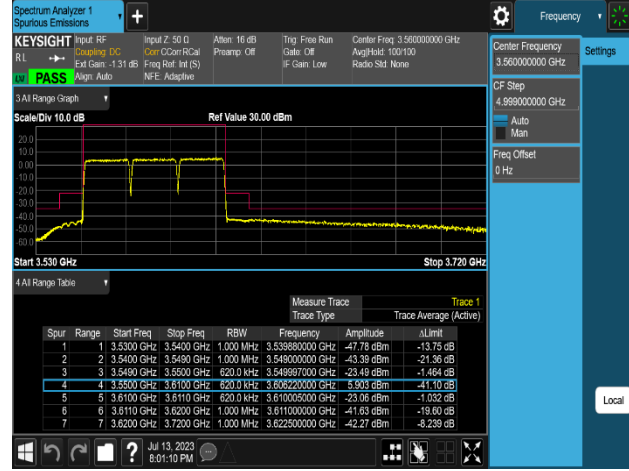 Spectrum Analyzer 1
Spurious Emissions
Frequency
KEYSIGHT Input: RF Input Z: 50 Ω Atten: 16 dB Trig: Free Run Center Freq: 3.560000000 GHz
Coupling: DC Corr CCorr RCal Preamp: Off Gate: Off Avg|Hold: 100/100
RL Ext Gain: -1.31 dB Freq Ref: Int (S) IF Gain: Low Radio Std: None
PASS Align: Auto NFE: Adaptive
Center Frequency
3.560000000 GHz
Settings
CF Step
4.999000000 GHz
Auto
Man
Freq Offset
0 Hz
Local
3 All Range Graph
Scale/Div 10.0 dB Ref Value 30.00 dBm
20.0
10.0
0.00
-10.0
-20.0
-30.0
-40.0
-50.0
-60.0
Start 3.530 GHz Stop 3.720 GHz
4 All Range Table
Measure Trace Trace 1
Trace Type Trace Average (Active)
Spur Range Start Freq Stop Freq RBW Frequency Amplitude ΔLimit
1 1 3.5300 GHz 3.5400 GHz 1.000 MHz 3.539880000 GHz -47.78 dBm -13.75 dB
2 2 3.5400 GHz 3.5490 GHz 1.000 MHz 3.549000000 GHz -43.39 dBm -21.36 dB
3 3 3.5490 GHz 3.5500 GHz 620.0 kHz 3.549997000 GHz -23.49 dBm -1.464 dB
4 4 3.5500 GHz 3.6100 GHz 620.0 kHz 3.606220000 GHz 5.903 dBm -41.10 dB
5 5 3.6100 GHz 3.6110 GHz 620.0 kHz 3.610005000 GHz -23.06 dBm -1.032 dB
6 6 3.6110 GHz 3.6200 GHz 1.000 MHz 3.611000000 GHz -41.63 dBm -19.60 dB
7 7 3.6200 GHz 3.7200 GHz 1.000 MHz 3.622500000 GHz -42.27 dBm -8.239 dB
Jul 13, 2023
8:01:10 PM